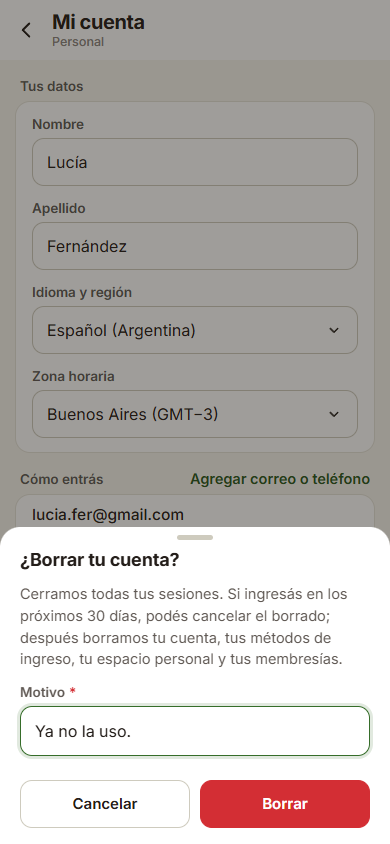 Mi cuenta
Personal
Tus datos
Nombre
Lucía
Apellido
Fernández
Idioma y región
Español (Argentina)
Zona horaria
Buenos Aires (GMT−3)
Cómo entrás
Agregar correo o teléfono
lucia.fer@gmail.com
¿Borrar tu cuenta?
Cerramos todas tus sesiones. Si ingresás en los
próximos 30 días, podés cancelar el borrado;
después borramos tu cuenta, tus métodos de
ingreso, tu espacio personal y tus membresías.
Motivo *
Ya no la uso.
Cancelar
Borrar